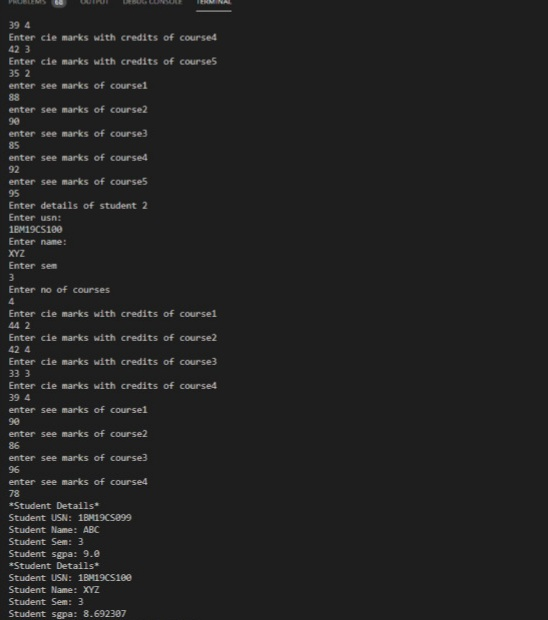 PROBLEMS 68 OUTPUT DEBUG CONSOLE TERMINAL
39 4
Enter cie marks with credits of course4
42 3
Enter cie marks with credits of course5
35 2
enter see marks of course1
88
enter see marks of course2
90
enter see marks of course3
85
enter see marks of course4
92
enter see marks of course5
95
Enter details of student 2
Enter usn:
1BM19CS100
Enter name:
XYZ
Enter sem
3
Enter no of courses
4
Enter cie marks with credits of course1
44 2
Enter cie marks with credits of course2
42 4
Enter cie marks with credits of course3
33 3
Enter cie marks with credits of course4
39 4
enter see marks of course1
90
enter see marks of course2
86
enter see marks of course3
96
enter see marks of course4
78
*Student Details*
Student USN: 1BM19CS099
Student Name: ABC
Student Sem: 3
Student sgpa: 9.0
*Student Details*
Student USN: 1BM19CS100
Student Name: XYZ
Student Sem: 3
Student sgpa: 8.692307